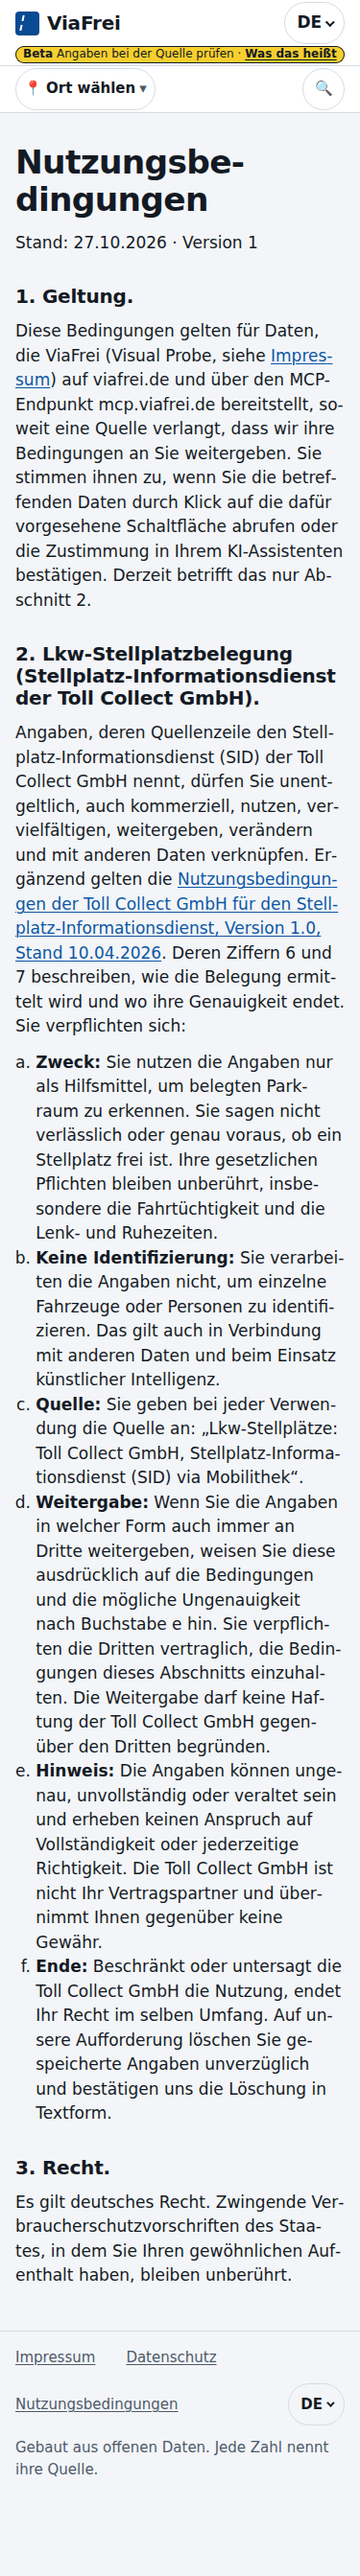 ViaFrei
DE
Beta Angaben bei der Quelle prüfen · Was das heißt
Ort wählen ▾
Nutzungsbe-
dingungen
Stand: 27.10.2026 · Version 1
1. Geltung.
Diese Bedingungen gelten für Daten,
die ViaFrei (Visual Probe, siehe Impres-
sum) auf viafrei.de und über den MCP-
Endpunkt mcp.viafrei.de bereitstellt, so-
weit eine Quelle verlangt, dass wir ihre
Bedingungen an Sie weitergeben. Sie
stimmen ihnen zu, wenn Sie die betref-
fenden Daten durch Klick auf die dafür
vorgesehene Schaltfläche abrufen oder
die Zustimmung in Ihrem KI-Assistenten
bestätigen. Derzeit betrifft das nur Ab-
schnitt 2.
2. Lkw-Stellplatzbelegung
(Stellplatz-Informationsdienst
der Toll Collect GmbH).
Angaben, deren Quellenzeile den Stell-
platz-Informationsdienst (SID) der Toll
Collect GmbH nennt, dürfen Sie unent-
geltlich, auch kommerziell, nutzen, ver-
vielfältigen, weitergeben, verändern
und mit anderen Daten verknüpfen. Er-
gänzend gelten die Nutzungsbedingun-
gen der Toll Collect GmbH für den Stell-
platz-Informationsdienst, Version 1.0,
Stand 10.04.2026. Deren Ziffern 6 und
7 beschreiben, wie die Belegung ermit-
telt wird und wo ihre Genauigkeit endet.
Sie verpflichten sich:
a. Zweck: Sie nutzen die Angaben nur
als Hilfsmittel, um belegten Park-
raum zu erkennen. Sie sagen nicht
verlässlich oder genau voraus, ob ein
Stellplatz frei ist. Ihre gesetzlichen
Pflichten bleiben unberührt, insbe-
sondere die Fahrtüchtigkeit und die
Lenk- und Ruhezeiten.
b. Keine Identifizierung: Sie verarbei-
ten die Angaben nicht, um einzelne
Fahrzeuge oder Personen zu identifi-
zieren. Das gilt auch in Verbindung
mit anderen Daten und beim Einsatz
künstlicher Intelligenz.
c. Quelle: Sie geben bei jeder Verwen-
dung die Quelle an: „Lkw-Stellplätze:
Toll Collect GmbH, Stellplatz-Informa-
tionsdienst (SID) via Mobilithek“.
d. Weitergabe: Wenn Sie die Angaben
in welcher Form auch immer an
Dritte weitergeben, weisen Sie diese
ausdrücklich auf die Bedingungen
und die mögliche Ungenauigkeit
nach Buchstabe e hin. Sie verpflich-
ten die Dritten vertraglich, die Bedin-
gungen dieses Abschnitts einzuhal-
ten. Die Weitergabe darf keine Haf-
tung der Toll Collect GmbH gegen-
über den Dritten begründen.
e. Hinweis: Die Angaben können unge-
nau, unvollständig oder veraltet sein
und erheben keinen Anspruch auf
Vollständigkeit oder jederzeitige
Richtigkeit. Die Toll Collect GmbH ist
nicht Ihr Vertragspartner und über-
nimmt Ihnen gegenüber keine
Gewähr.
f. Ende: Beschränkt oder untersagt die
Toll Collect GmbH die Nutzung, endet
Ihr Recht im selben Umfang. Auf un-
sere Aufforderung löschen Sie ge-
speicherte Angaben unverzüglich
und bestätigen uns die Löschung in
Textform.
3. Recht.
Es gilt deutsches Recht. Zwingende Ver-
braucherschutzvorschriften des Staa-
tes, in dem Sie Ihren gewöhnlichen Auf-
enthalt haben, bleiben unberührt.
Impressum Datenschutz
Nutzungsbedingungen
DE
Gebaut aus offenen Daten. Jede Zahl nennt
ihre Quelle.